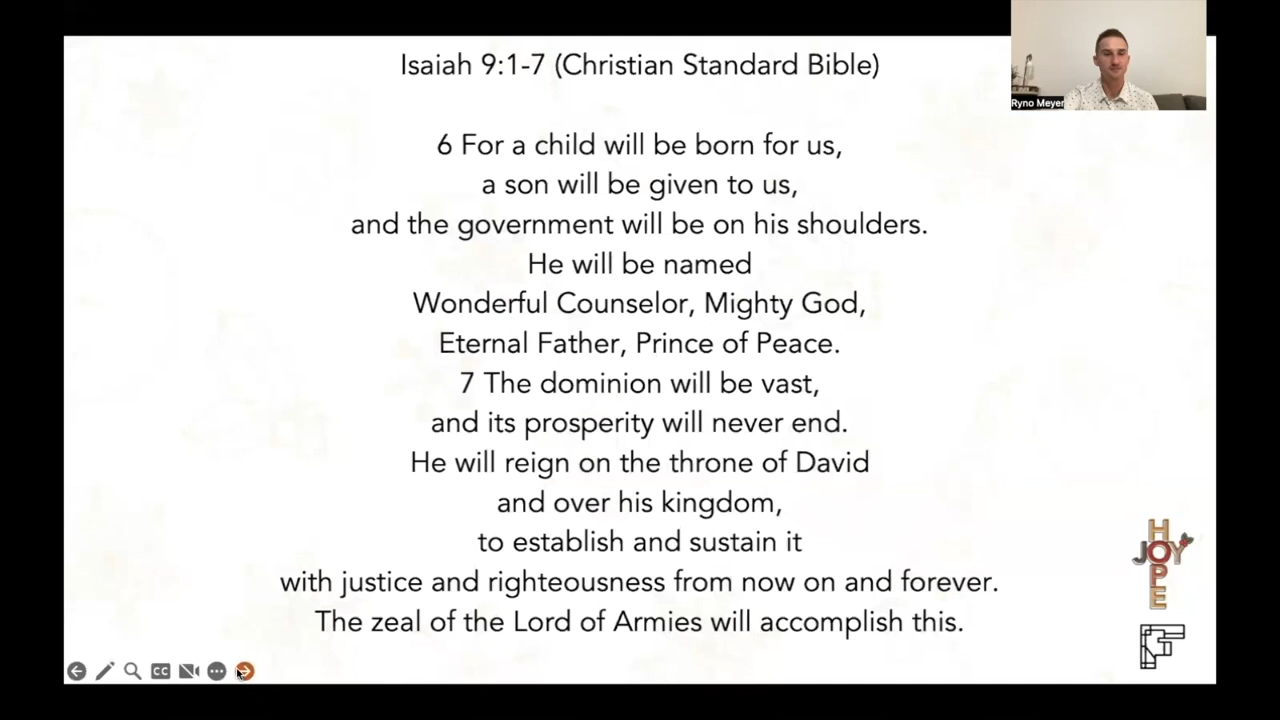 Isaiah 9:1-7 (Christian Standard Bible)
Ryno Meyer
6 For a child will be born for us,
a son will be given to us,
and the government will be on his shoulders.
He will be named
Wonderful Counselor, Mighty God,
Eternal Father, Prince of Peace.
7 The dominion will be vast,
and its prosperity will never end.
He will reign on the throne of David
and over his kingdom,
to establish and sustain it
with justice and righteousness from now on and forever.
The zeal of the Lord of Armies will accomplish this.
HOPE
JOY
CC